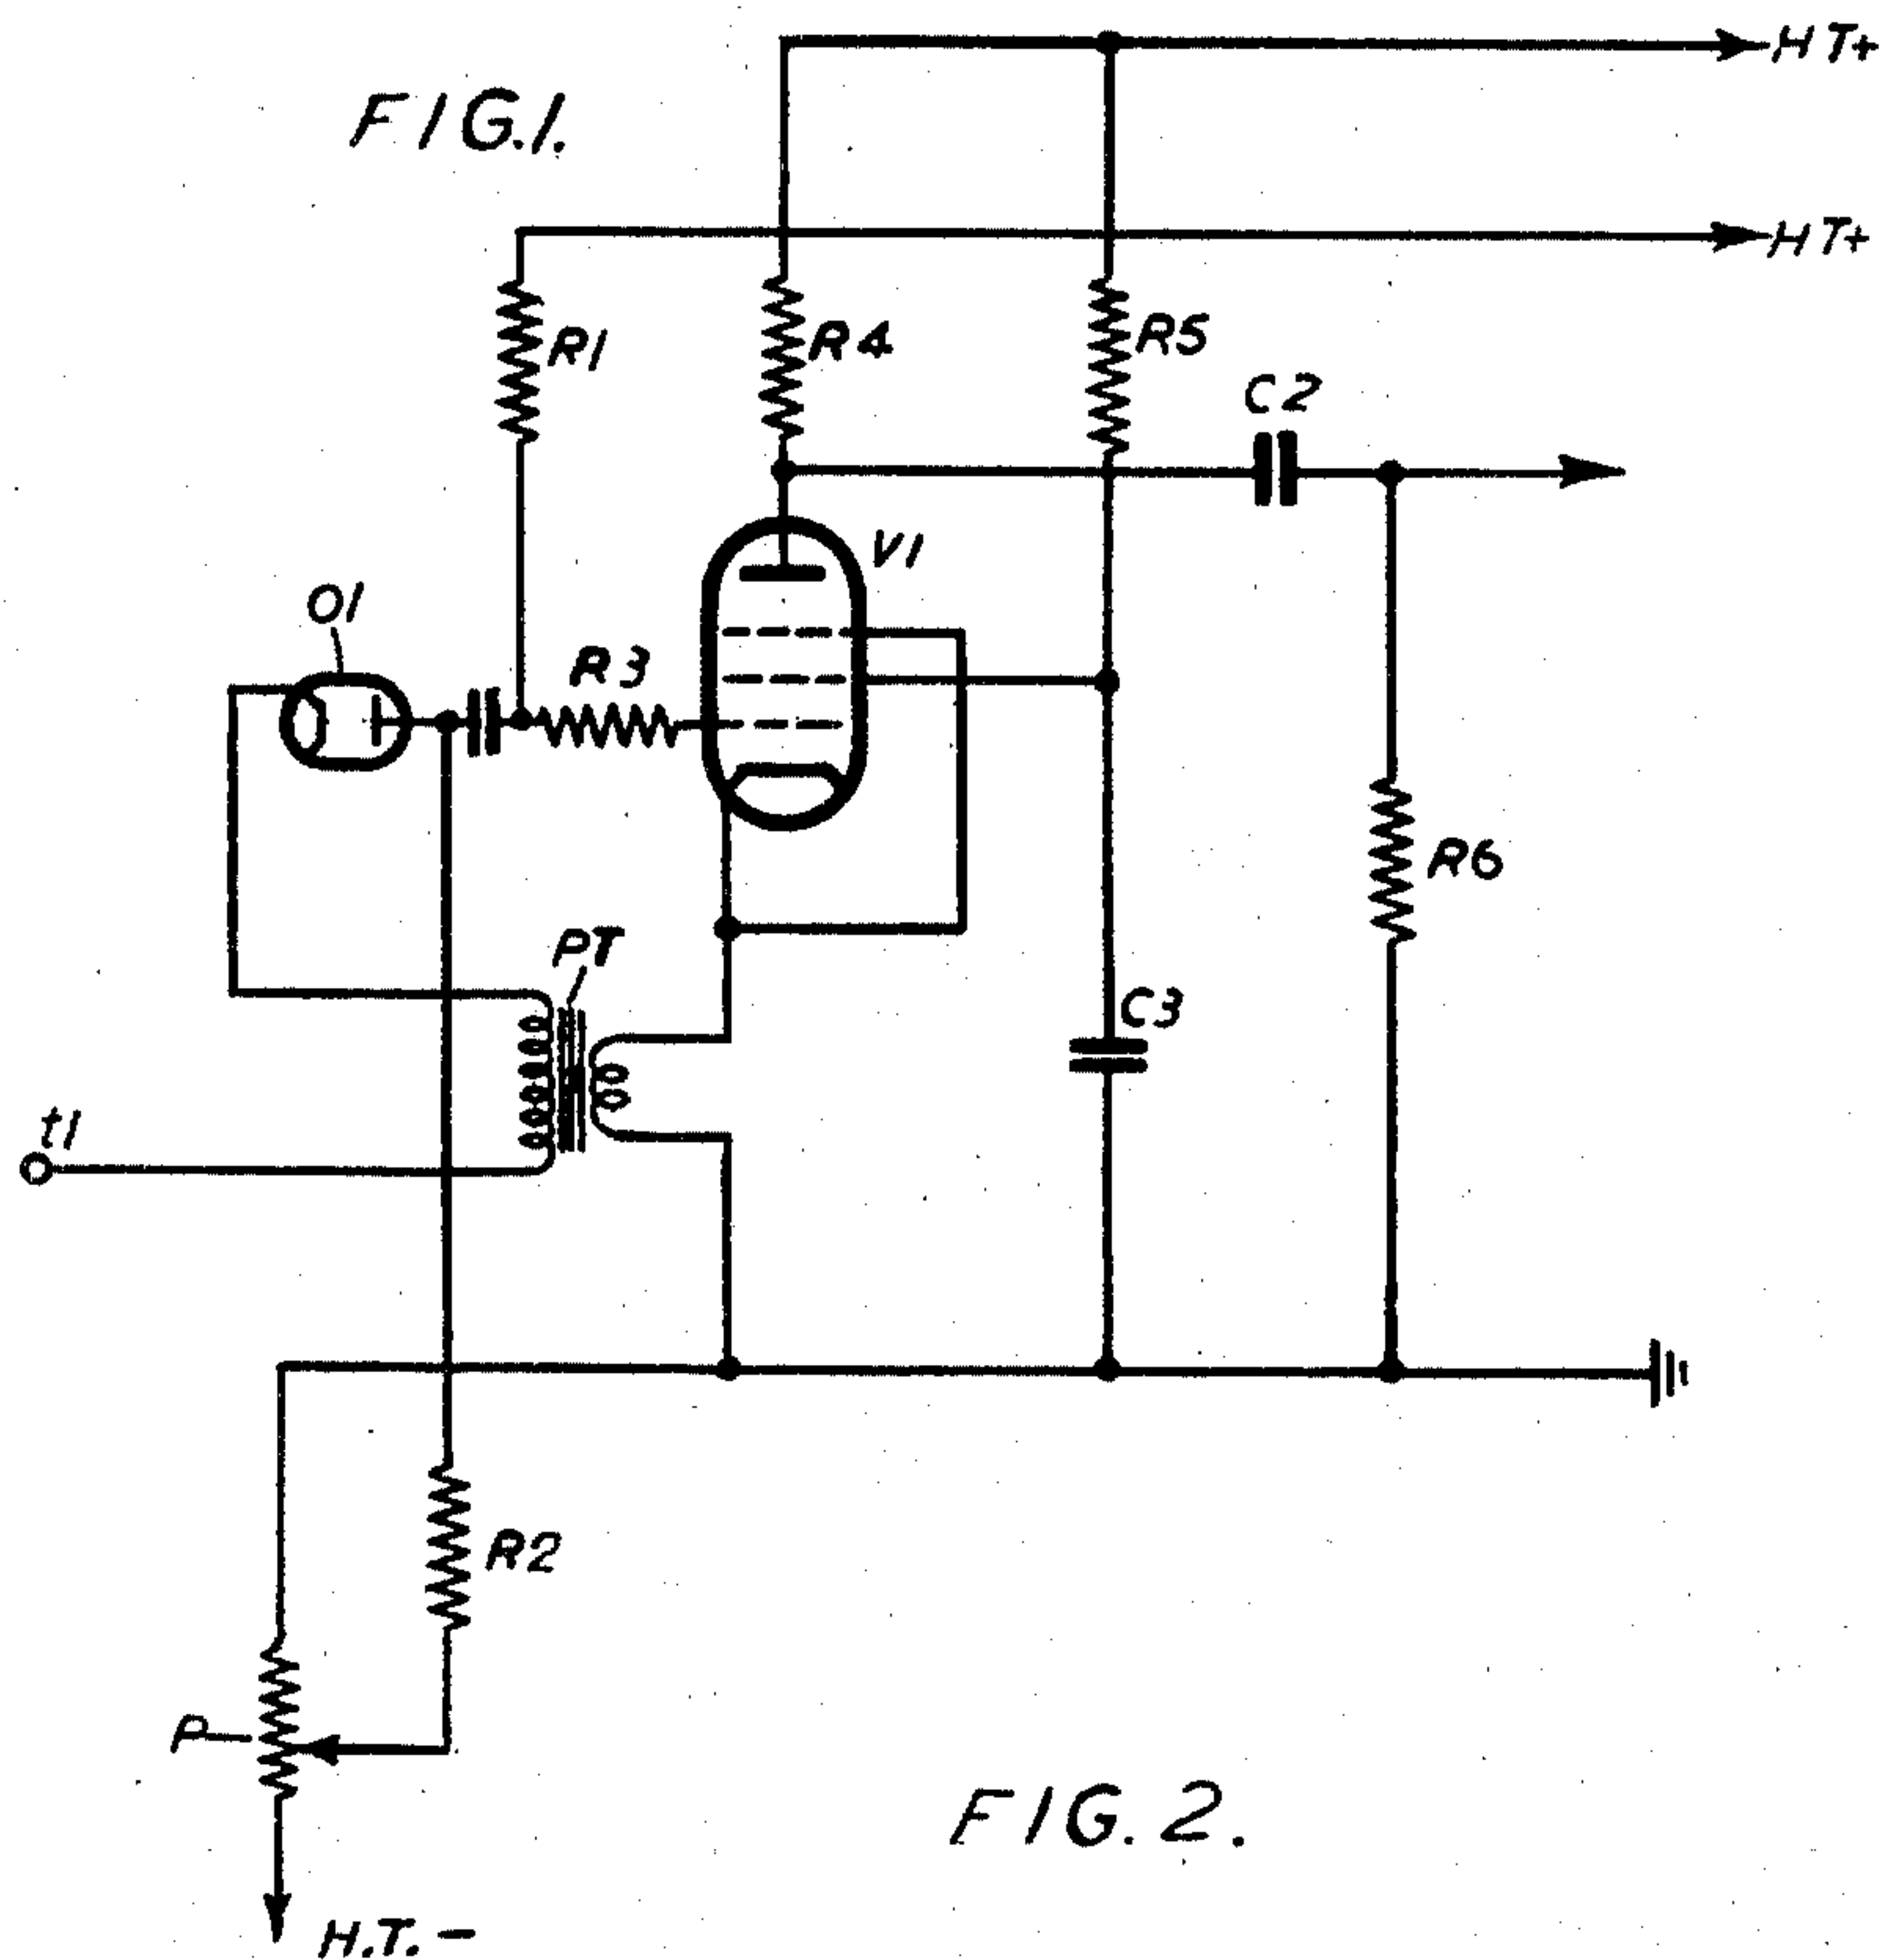 HT+
FIG.1.
HT+
R1
R4
R5
C2
V1
O1
R3
R6
PT
C3
t1
R2
P
FIG. 2.
H.T.-